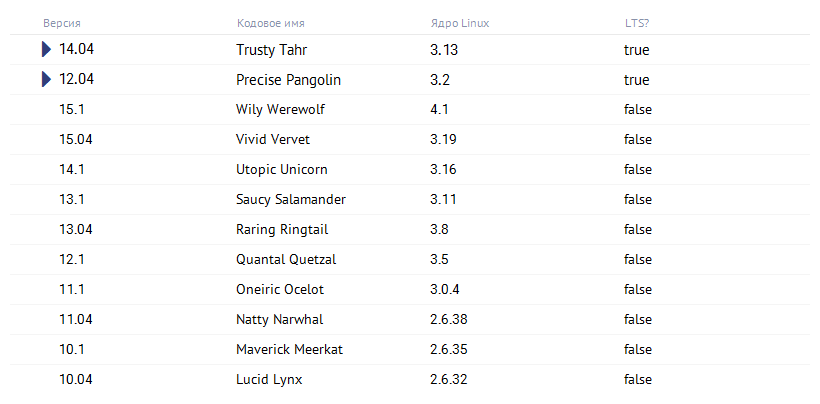 Версия Кодовое имя Ядро Linux LTS?
14.04 Trusty Tahr 3.13 true
12.04 Precise Pangolin 3.2 true
15.1 Wily Werewolf 4.1 false
15.04 Vivid Vervet 3.19 false
14.1 Utopic Unicorn 3.16 false
13.1 Saucy Salamander 3.11 false
13.04 Raring Ringtail 3.8 false
12.1 Quantal Quetzal 3.5 false
11.1 Oneiric Ocelot 3.0.4 false
11.04 Natty Narwhal 2.6.38 false
10.1 Maverick Meerkat 2.6.35 false
10.04 Lucid Lynx 2.6.32 false